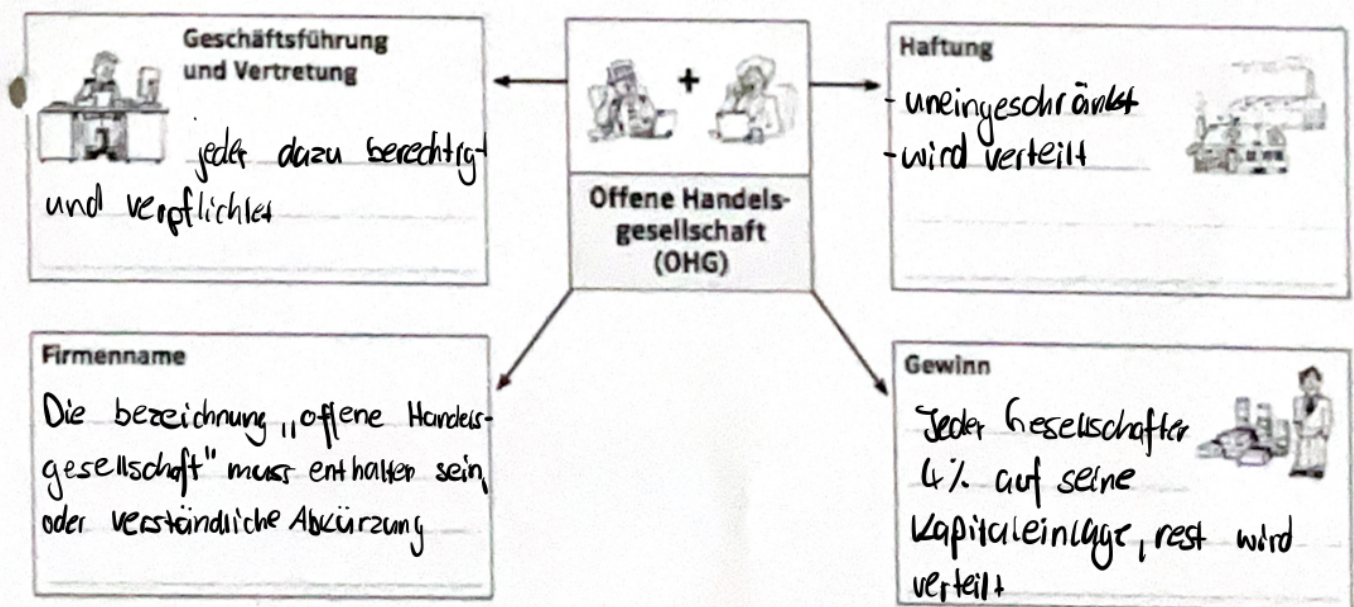 Geschäftsführung
und Vertretung
jeder dazu berechtigt
und verpflichtet
+
Offene Handels-
gesellschaft
(OHG)
Haftung
- uneingeschränkt
- wird verteilt
Firmenname
Die bezeichnung „offene Handels-
gesellschaft" muss enthalten sein,
oder verständliche Abkürzung
Gewinn
Jeder Gesellschafter
4% auf seine
Kapitaleinlage, rest wird
verteilt